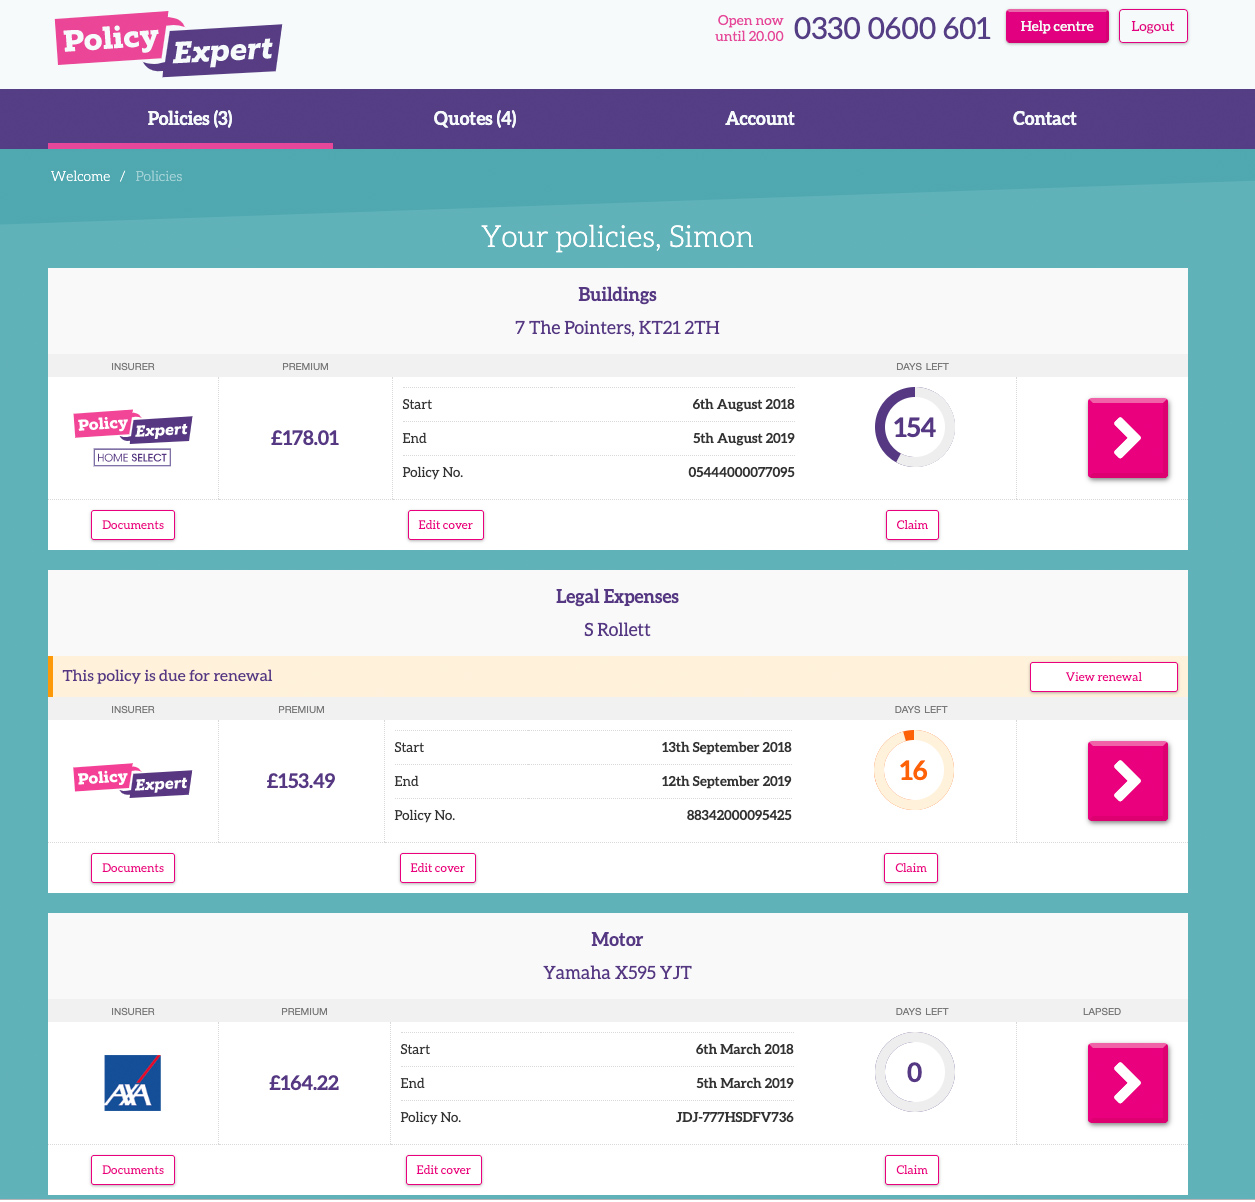 Policy Expert
Open now
until 20.00
0330 0600 601
Help centre
Logout
Policies (3)
Quotes (4)
Account
Contact
Welcome / Policies
Your policies, Simon
Buildings
7 The Pointers, KT21 2TH
INSURER PREMIUM DAYS LEFT
Policy Expert
HOME SELECT
£178.01
Start 6th August 2018
End 5th August 2019
Policy No. 05444000077095
154
Documents
Edit cover
Claim
Legal Expenses
S Rollett
This policy is due for renewal
View renewal
INSURER PREMIUM DAYS LEFT
Policy Expert
£153.49
Start 13th September 2018
End 12th September 2019
Policy No. 88342000095425
16
Documents
Edit cover
Claim
Motor
Yamaha X595 YJT
INSURER PREMIUM DAYS LEFT LAPSED
AXA
£164.22
Start 6th March 2018
End 5th March 2019
Policy No. JDJ-777HSDFV736
0
Documents
Edit cover
Claim